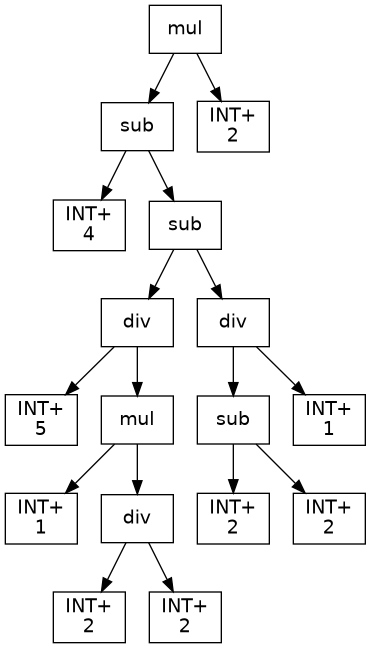 mul
sub
INT+
2
INT+
4
sub
div
div
INT+
5
mul
sub
INT+
1
INT+
1
div
INT+
2
INT+
2
INT+
2
INT+
2